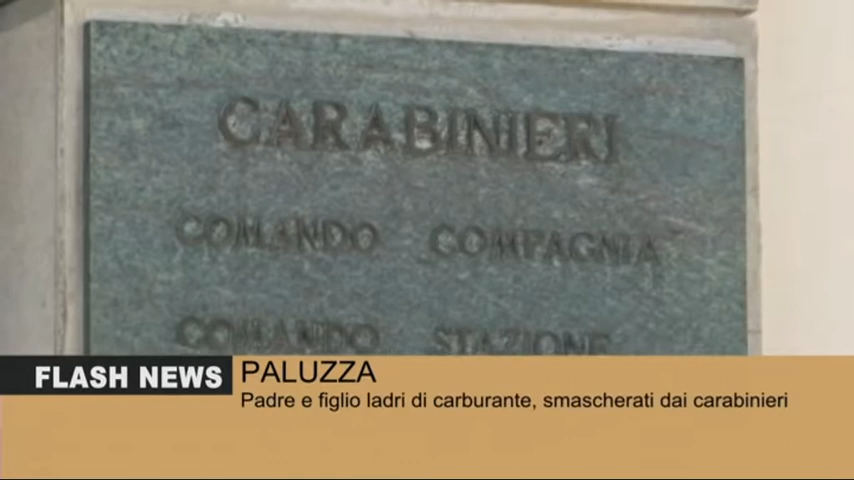 CARABINIERI
COMANDO COMPAGNIA
COMANDO STAZIONE
FLASH NEWS
PALUZZA
Padre e figlio ladri di carburante, smascherati dai carabinieri